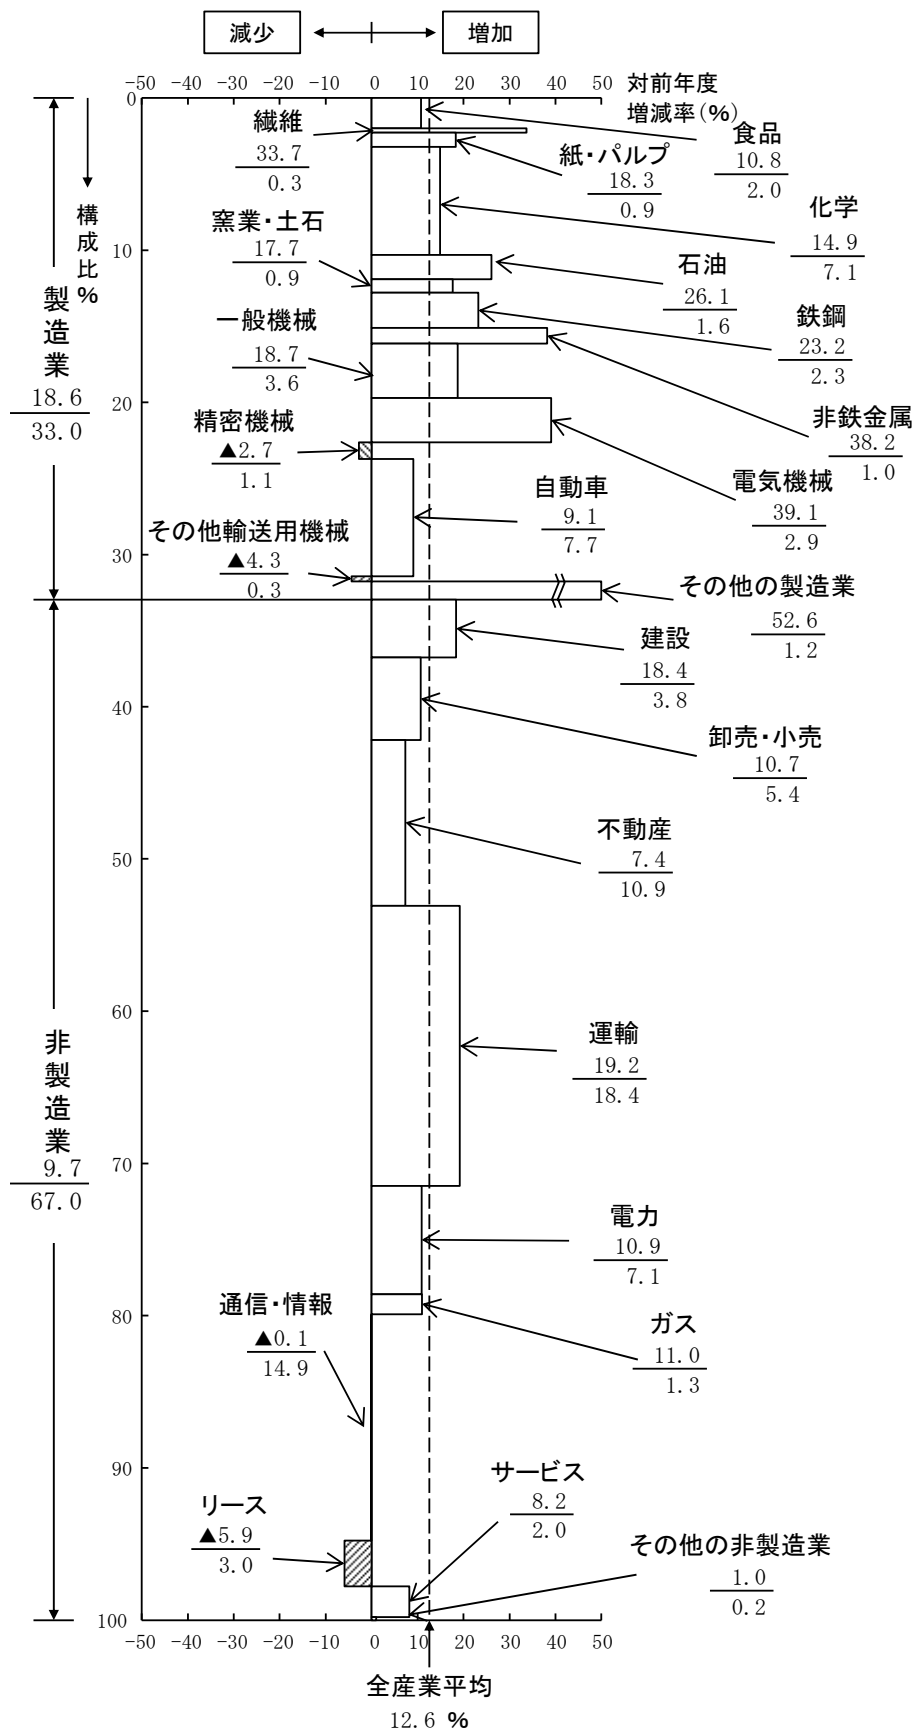 減少
増加
-50 -40 -30 -20 -10 0 10 20 30 40 50
対前年度
増減率(%)
構成比%
0
10
20
30
40
50
60
70
80
90
100
製造業
18.6
33.0
非製造業
9.7
67.0
食品
10.8
2.0
繊維
33.7
0.3
紙・パルプ
18.3
0.9
化学
14.9
7.1
石油
26.1
1.6
窯業・土石
17.7
0.9
鉄鋼
23.2
2.3
非鉄金属
38.2
1.0
一般機械
18.7
3.6
電気機械
39.1
2.9
精密機械
▲2.7
1.1
自動車
9.1
7.7
その他輸送用機械
▲4.3
0.3
その他の製造業
52.6
1.2
建設
18.4
3.8
卸売・小売
10.7
5.4
不動産
7.4
10.9
運輸
19.2
18.4
電力
10.9
7.1
ガス
11.0
1.3
通信・情報
▲0.1
14.9
リース
▲5.9
3.0
サービス
8.2
2.0
その他の非製造業
1.0
0.2
-50 -40 -30 -20 -10 0 10 20 30 40 50
全産業平均
12.6 %